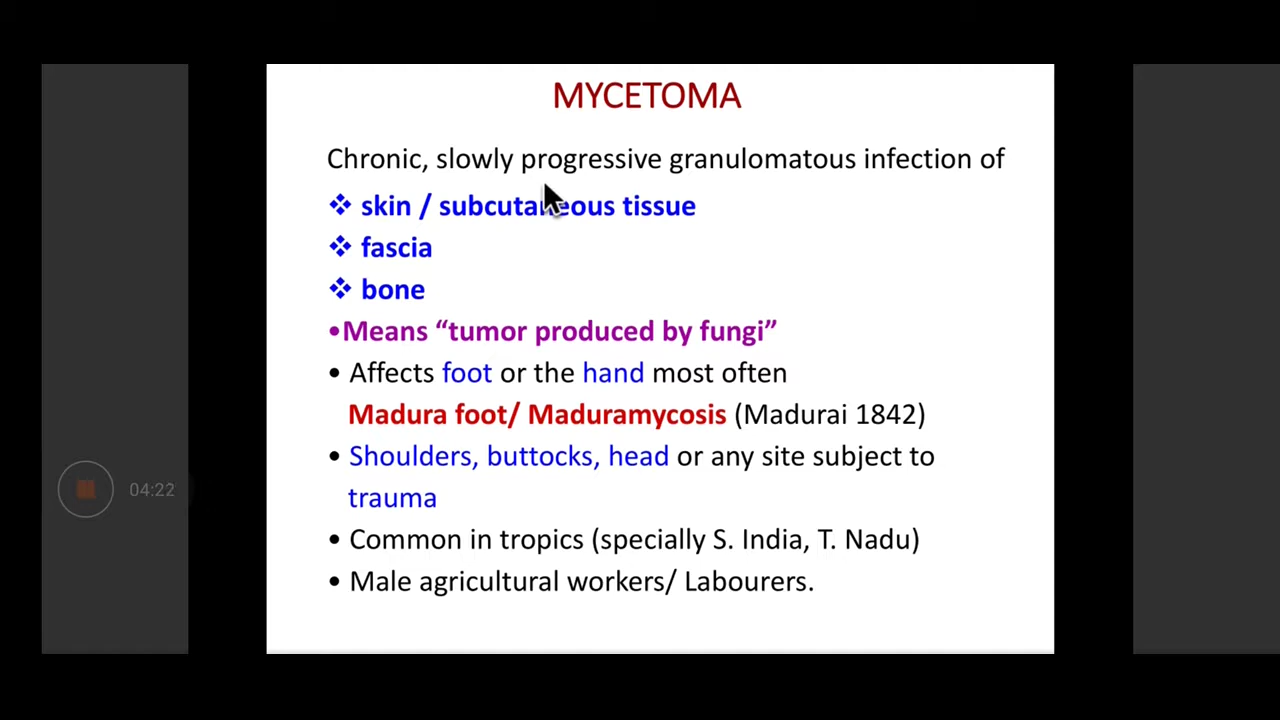 MYCETOMA
Chronic, slowly progressive granulomatous infection of
❖ skin / subcutaneous tissue
❖ fascia
❖ bone
•Means “tumor produced by fungi”
• Affects foot or the hand most often
Madura foot/ Maduramycosis (Madurai 1842)
• Shoulders, buttocks, head or any site subject to
trauma
04:22
• Common in tropics (specially S. India, T. Nadu)
• Male agricultural workers/ Labourers.